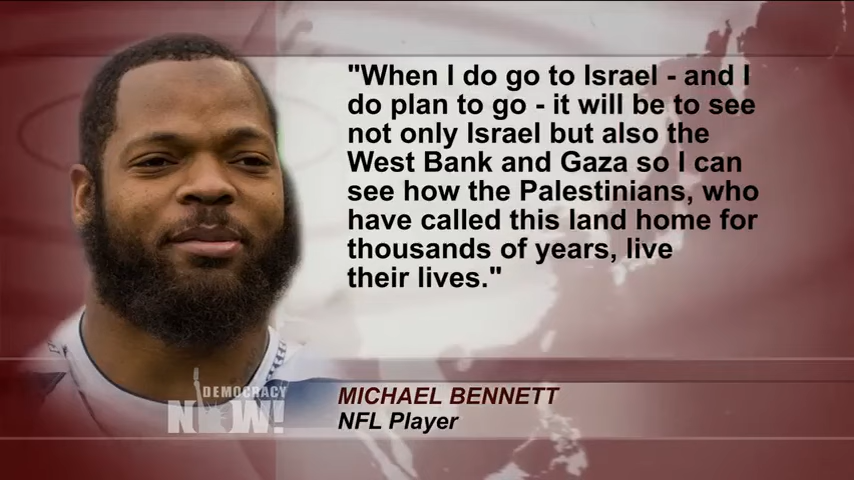 "When I do go to Israel - and I
do plan to go - it will be to see
not only Israel but also the
West Bank and Gaza so I can
see how the Palestinians, who
have called this land home for
thousands of years, live
their lives."
MICHAEL BENNETT
NFL Player
DEMOCRACY
NOW!